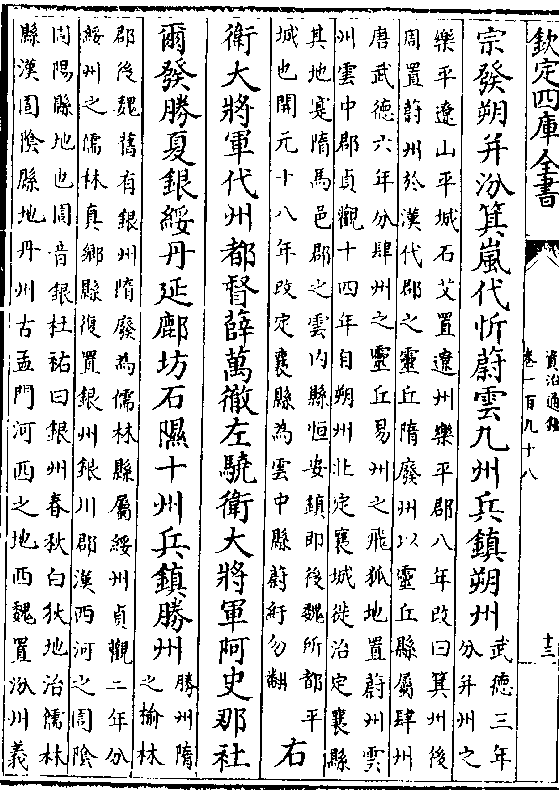 欽定四庫全書
資治通鑑
卷一百九十八
十三
宗發朔并汾箕嵐代忻蔚雲九州兵鎮朔州
武德三年
分并州之
樂平遼山平城石艾置遼州樂平郡八年改曰箕州後
周置蔚州於漢代郡之靈丘隋廢州以靈丘縣屬肆州
唐武德六年分肆州之靈丘易州之飛狐地置蔚州雲
州雲中郡貞觀十四年自朔州北定襄城徙治定襄縣
其地寔隋馬邑郡之雲内縣恒安鎮即後魏所都平
城也開元十八年改定襄縣為雲中縣蔚紆勿翻
右
衛大將軍代州都督薛萬徹左驍衛大將軍阿史那社
爾發勝夏銀綏丹延鄜坊石隰十州兵鎮勝州
勝州隋
之榆林
郡後魏舊有銀州隋廢為儒林縣屬綏州貞觀二年分
綏州之儒林真鄉縣復置銀州銀川郡漢西河之圁陰
圁陽縣地也圁音銀杜祐曰銀州春秋白狄地治儒林
縣漢圁陰縣地丹州古孟門河西之地西魏置汾州義